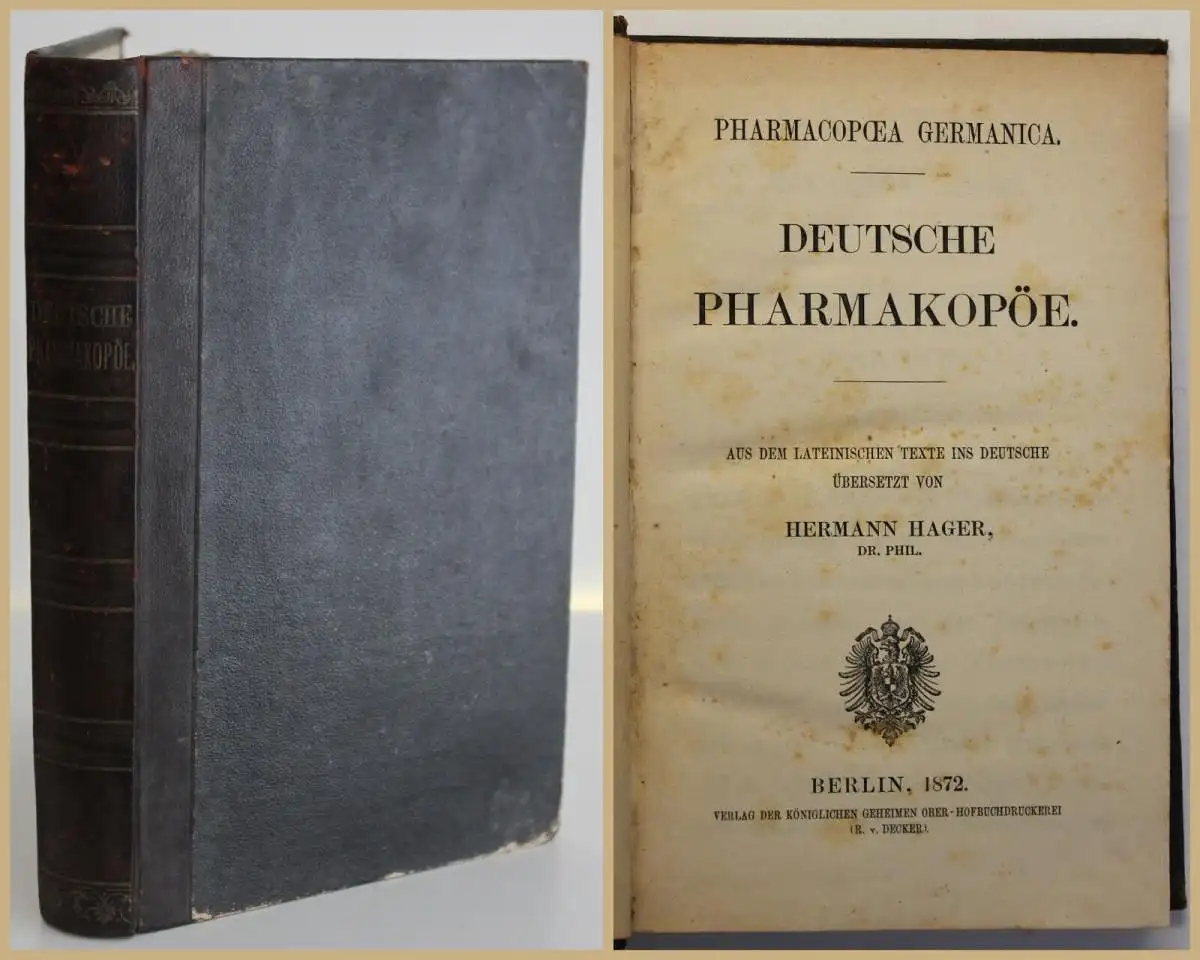 DEUTSCHE
PHARMAKOPÖE.
PHARMACOPŒA GERMANICA.
DEUTSCHE
PHARMAKOPÖE.
AUS DEM LATEINISCHEN TEXTE INS DEUTSCHE
ÜBERSETZT VON
HERMANN HAGER,
DR. PHIL.
BERLIN, 1872.
VERLAG DER KÖNIGLICHEN GEHEIMEN OBER-HOFBUCHDRUCKEREI
(R. v. DECKER).